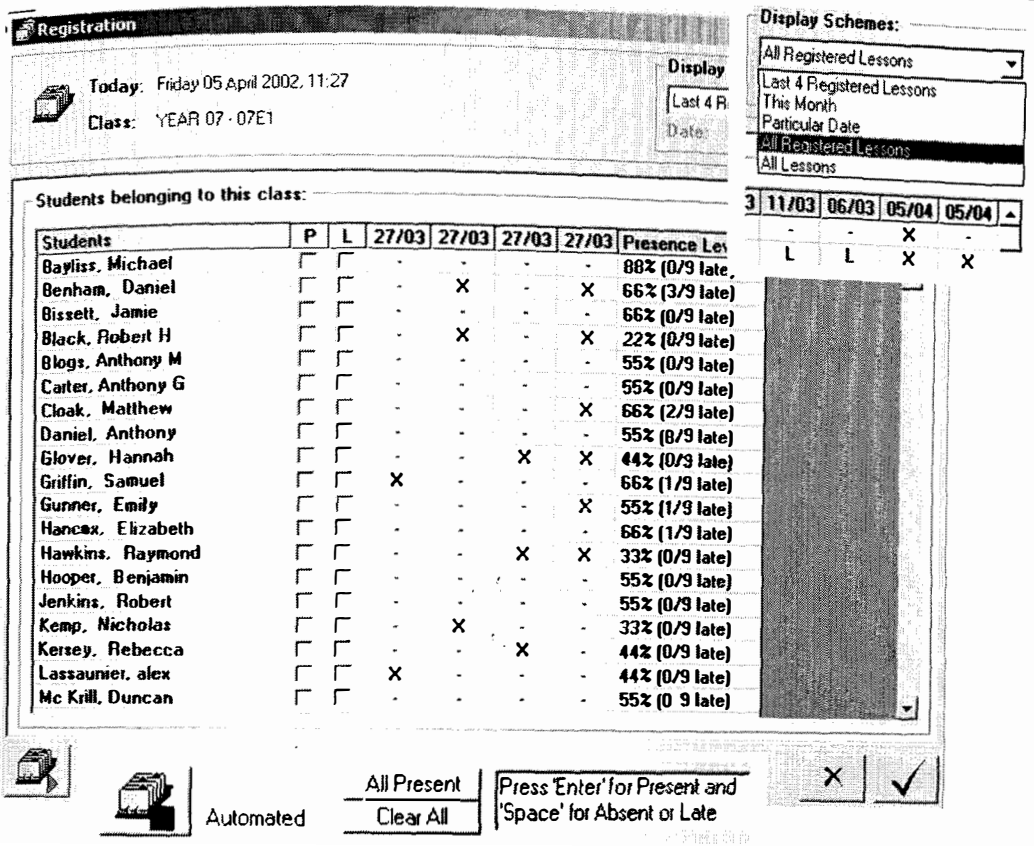 Registration
Today: Friday 05 April 2002, 11:27
Class: YEAR 07 - 07E1
Display
Last 4 R
Date:
Display Schemes:
All Registered Lessons
Last 4 Registered Lessons
This Month
Particular Date
All Registered Lessons
All Lessons
3 11/03 06/03 05/04 05/04
- - X -
L L X X
Students belonging to this class:
Students P L 27/03 27/03 27/03 27/03 Presence Lev
Bayliss, Michael - - - - 88% (0/9 late,
Benham, Daniel - X - X 66% (3/9 late)
Bissett, Jamie - - - - 66% (0/9 late)
Black, Robert H - X - X 22% (0/9 late)
Blogs, Anthony M - - - - 55% (0/9 late)
Carter, Anthony G - - - - 55% (0/9 late)
Cloak, Matthew - - - X 66% (2/9 late)
Daniel, Anthony - - - - 55% (8/9 late)
Glover, Hannah - - X X 44% (0/9 late)
Griffin, Samuel X - - - 66% (1/9 late)
Gunner, Emily - - - X 55% (1/9 late)
Hancox, Elizabeth - - - - 66% (1/9 late)
Hawkins, Raymond - - X X 33% (0/9 late)
Hooper, Benjamin - - - - 55% (0/9 late)
Jenkins, Robert - - - - 55% (0/9 late)
Kemp, Nicholas - X - - 33% (0/9 late)
Kersey, Rebecca - - X - 44% (0/9 late)
Lassaunier, alex X - - - 44% (0/9 late)
Mc Krill, Duncan - - - - 55% (0 9 late)
Automated
All Present
Clear All
Press 'Enter' for Present and
'Space' for Absent or Late